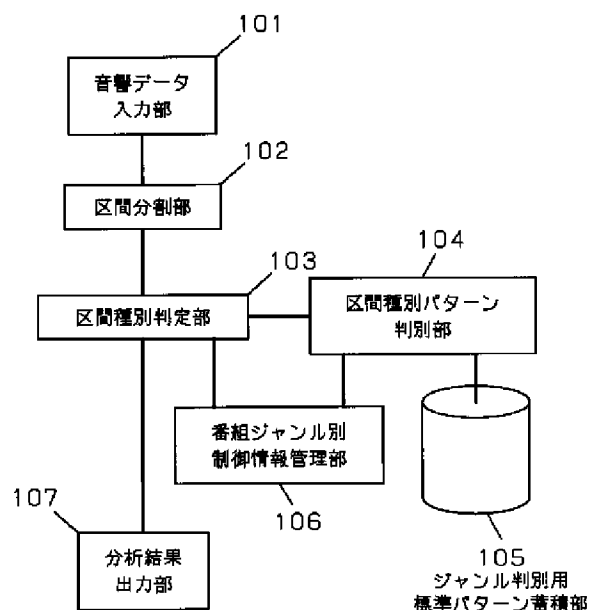 101
音響データ
入力部
102
区間分割部
103
区間種別判定部
104
区間種別パターン
判別部
番組ジャンル別
制御情報管理部
106
105
ジャンル判別用
標準パターン蓄積部
107
分析結果
出力部